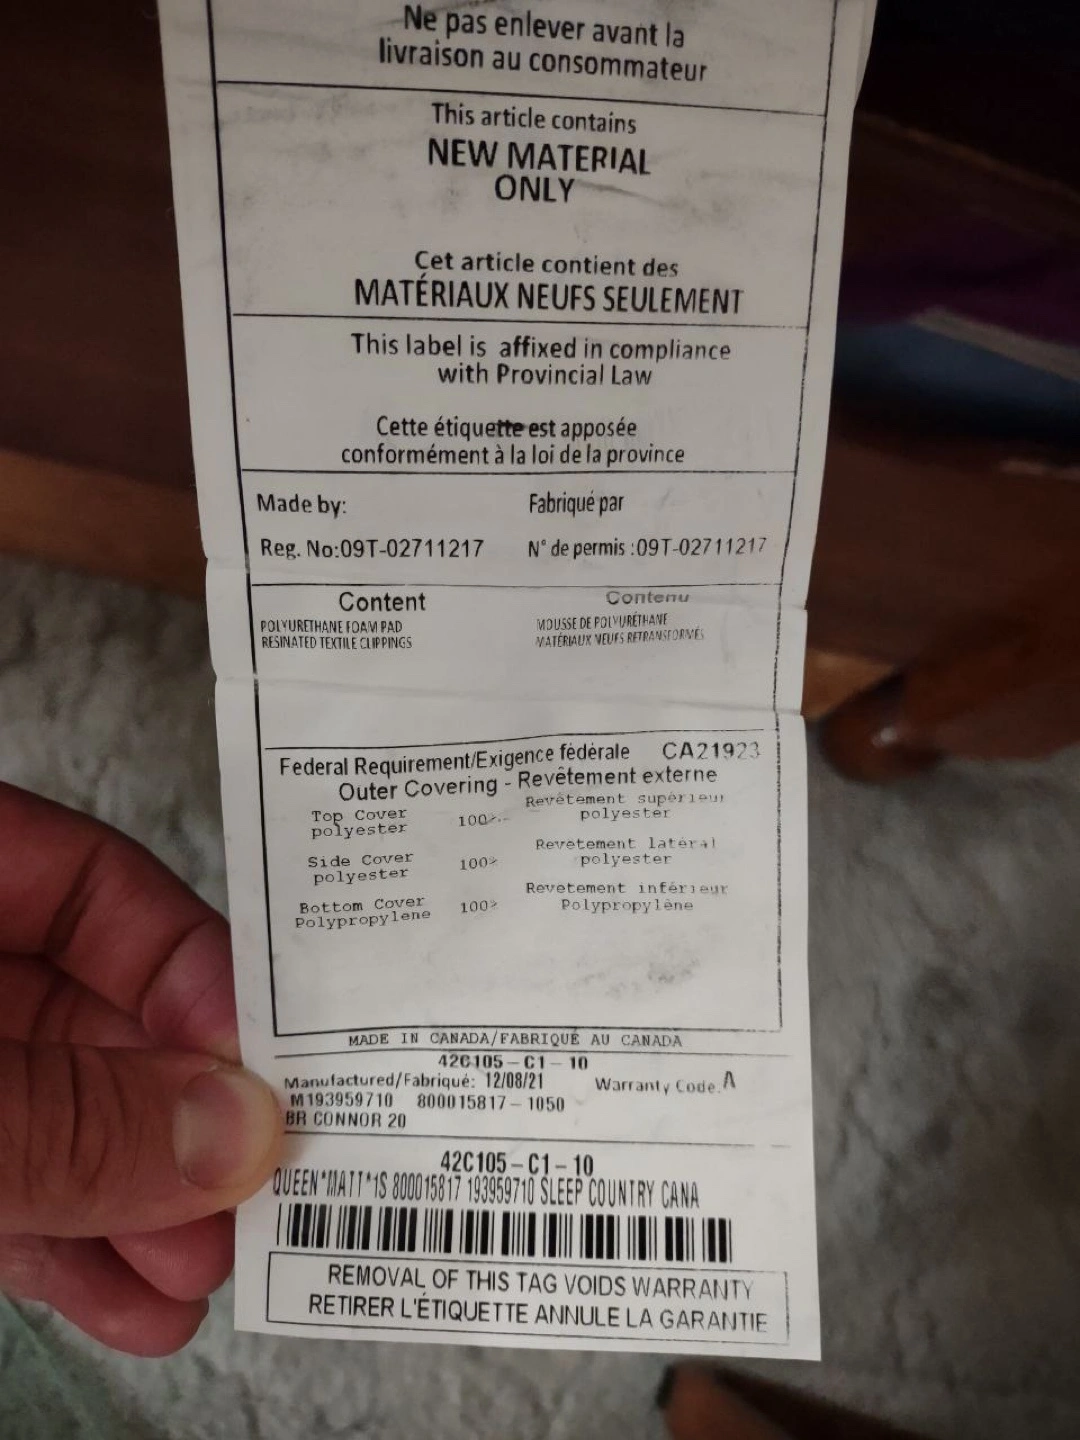 Ne pas enlever avant la
livraison au consommateur
This article contains
NEW MATERIAL
ONLY
Cet article contient des
MATÉRIAUX NEUFS SEULEMENT
This label is affixed in compliance
with Provincial Law
Cette étiquette est apposée
conformément à la loi de la province
Made by: Fabriqué par
Reg. No:09T-02711217 N° de permis :09T-02711217
Content Contenu
POLYURETHANE FOAM PAD MOUSSE DE POLYURÉTHANE
RESINATED TEXTILE CLIPPINGS MATÉRIAUX NEUFS RETRANSFORMÉS
Federal Requirement/Exigence fédérale CA21923
Outer Covering - Revêtement externe
Top Cover 100% Revêtement supérieur
polyester polyester
Side Cover 100% Revetement latéral
polyester polyester
Bottom Cover 100% Revetement inférieur
Polypropylene Polypropylène
MADE IN CANADA/FABRIQUÉ AU CANADA
42C105-C1-10
Manufactured/Fabriqué: 12/08/21 Warranty Code. A
M193959710 800015817-1050
BR CONNOR 20
42C105-C1-10
QUEEN*MATT*1S 800015817 193959710 SLEEP COUNTRY CANA
REMOVAL OF THIS TAG VOIDS WARRANTY
RETIRER L'ÉTIQUETTE ANNULE LA GARANTIE